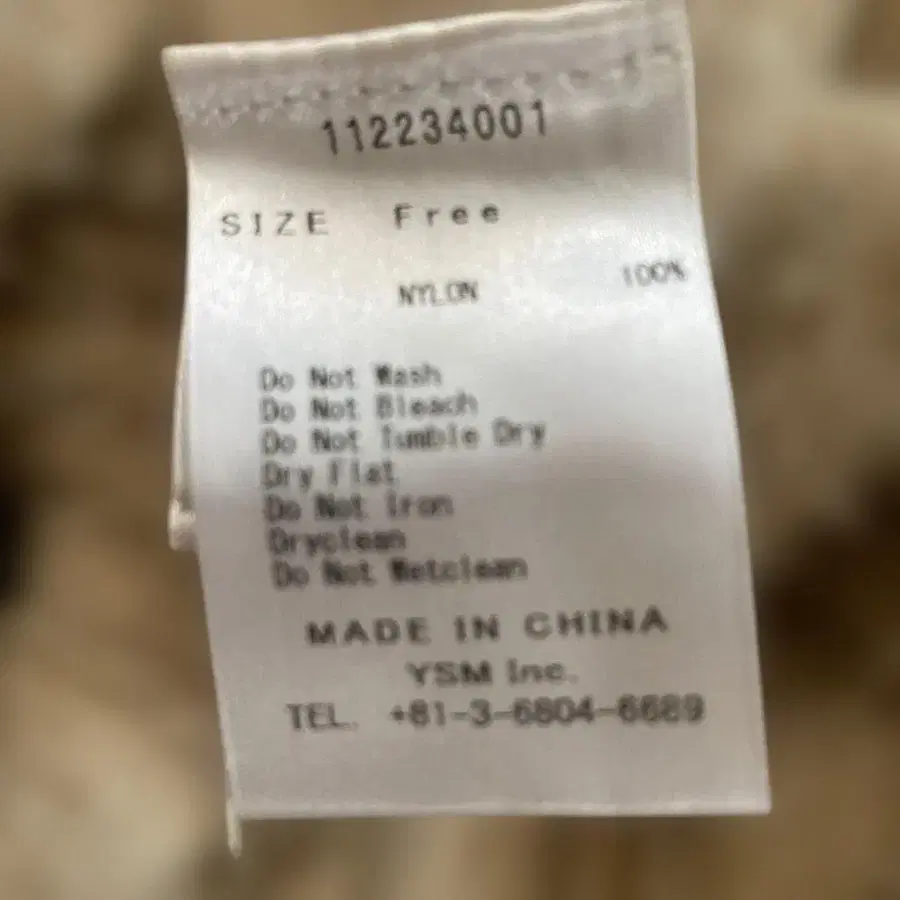 112234001
SIZE Free
NYLON 100%
Do Not Wash
Do Not Bleach
Do Not Tumble Dry
Dry Flat
Do Not Iron
Dryclean
Do Not Wetclean
MADE IN CHINA
YSM Inc.
TEL. +81-3-6804-6689